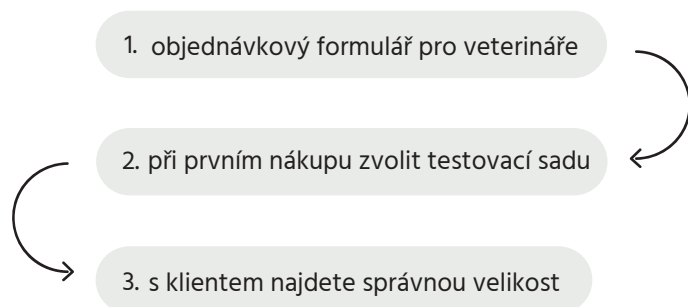 1. objednávkový formulář pro veterináře
2. při prvním nákupu zvolit testovací sadu
3. s klientem najdete správnou velikost